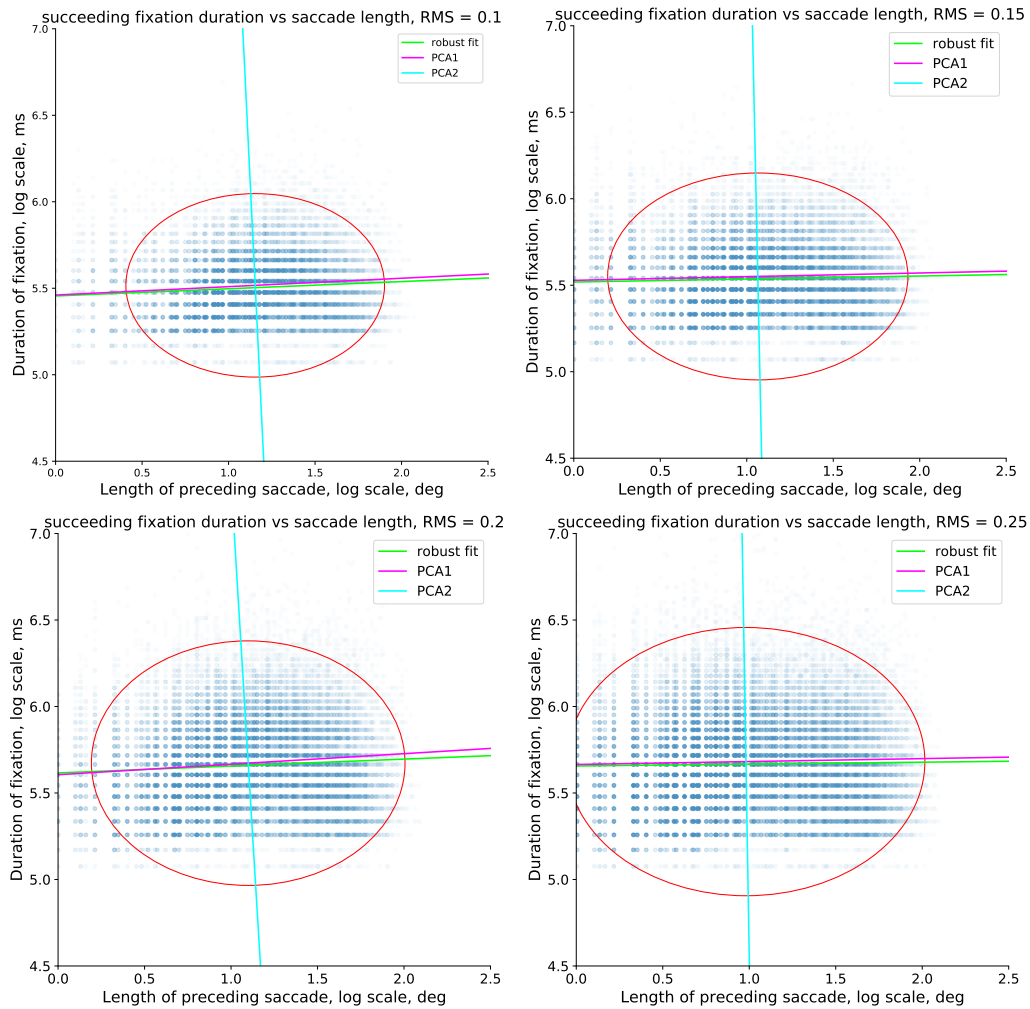 succeeding fixation duration vs saccade length, RMS = 0.1
7.0
6.5
6.0
5.5
5.0
4.5
0.0 0.5 1.0 1.5 2.0 2.5
Duration of fixation, log scale, ms
Length of preceding saccade, log scale, deg
robust fit
PCA1
PCA2
succeeding fixation duration vs saccade length, RMS = 0.15
7.0
6.5
6.0
5.5
5.0
4.5
0.0 0.5 1.0 1.5 2.0 2.5
Duration of fixation, log scale, ms
Length of preceding saccade, log scale, deg
robust fit
PCA1
PCA2
succeeding fixation duration vs saccade length, RMS = 0.2
7.0
6.5
6.0
5.5
5.0
4.5
0.0 0.5 1.0 1.5 2.0 2.5
Duration of fixation, log scale, ms
Length of preceding saccade, log scale, deg
robust fit
PCA1
PCA2
succeeding fixation duration vs saccade length, RMS = 0.25
7.0
6.5
6.0
5.5
5.0
4.5
0.0 0.5 1.0 1.5 2.0 2.5
Duration of fixation, log scale, ms
Length of preceding saccade, log scale, deg
robust fit
PCA1
PCA2